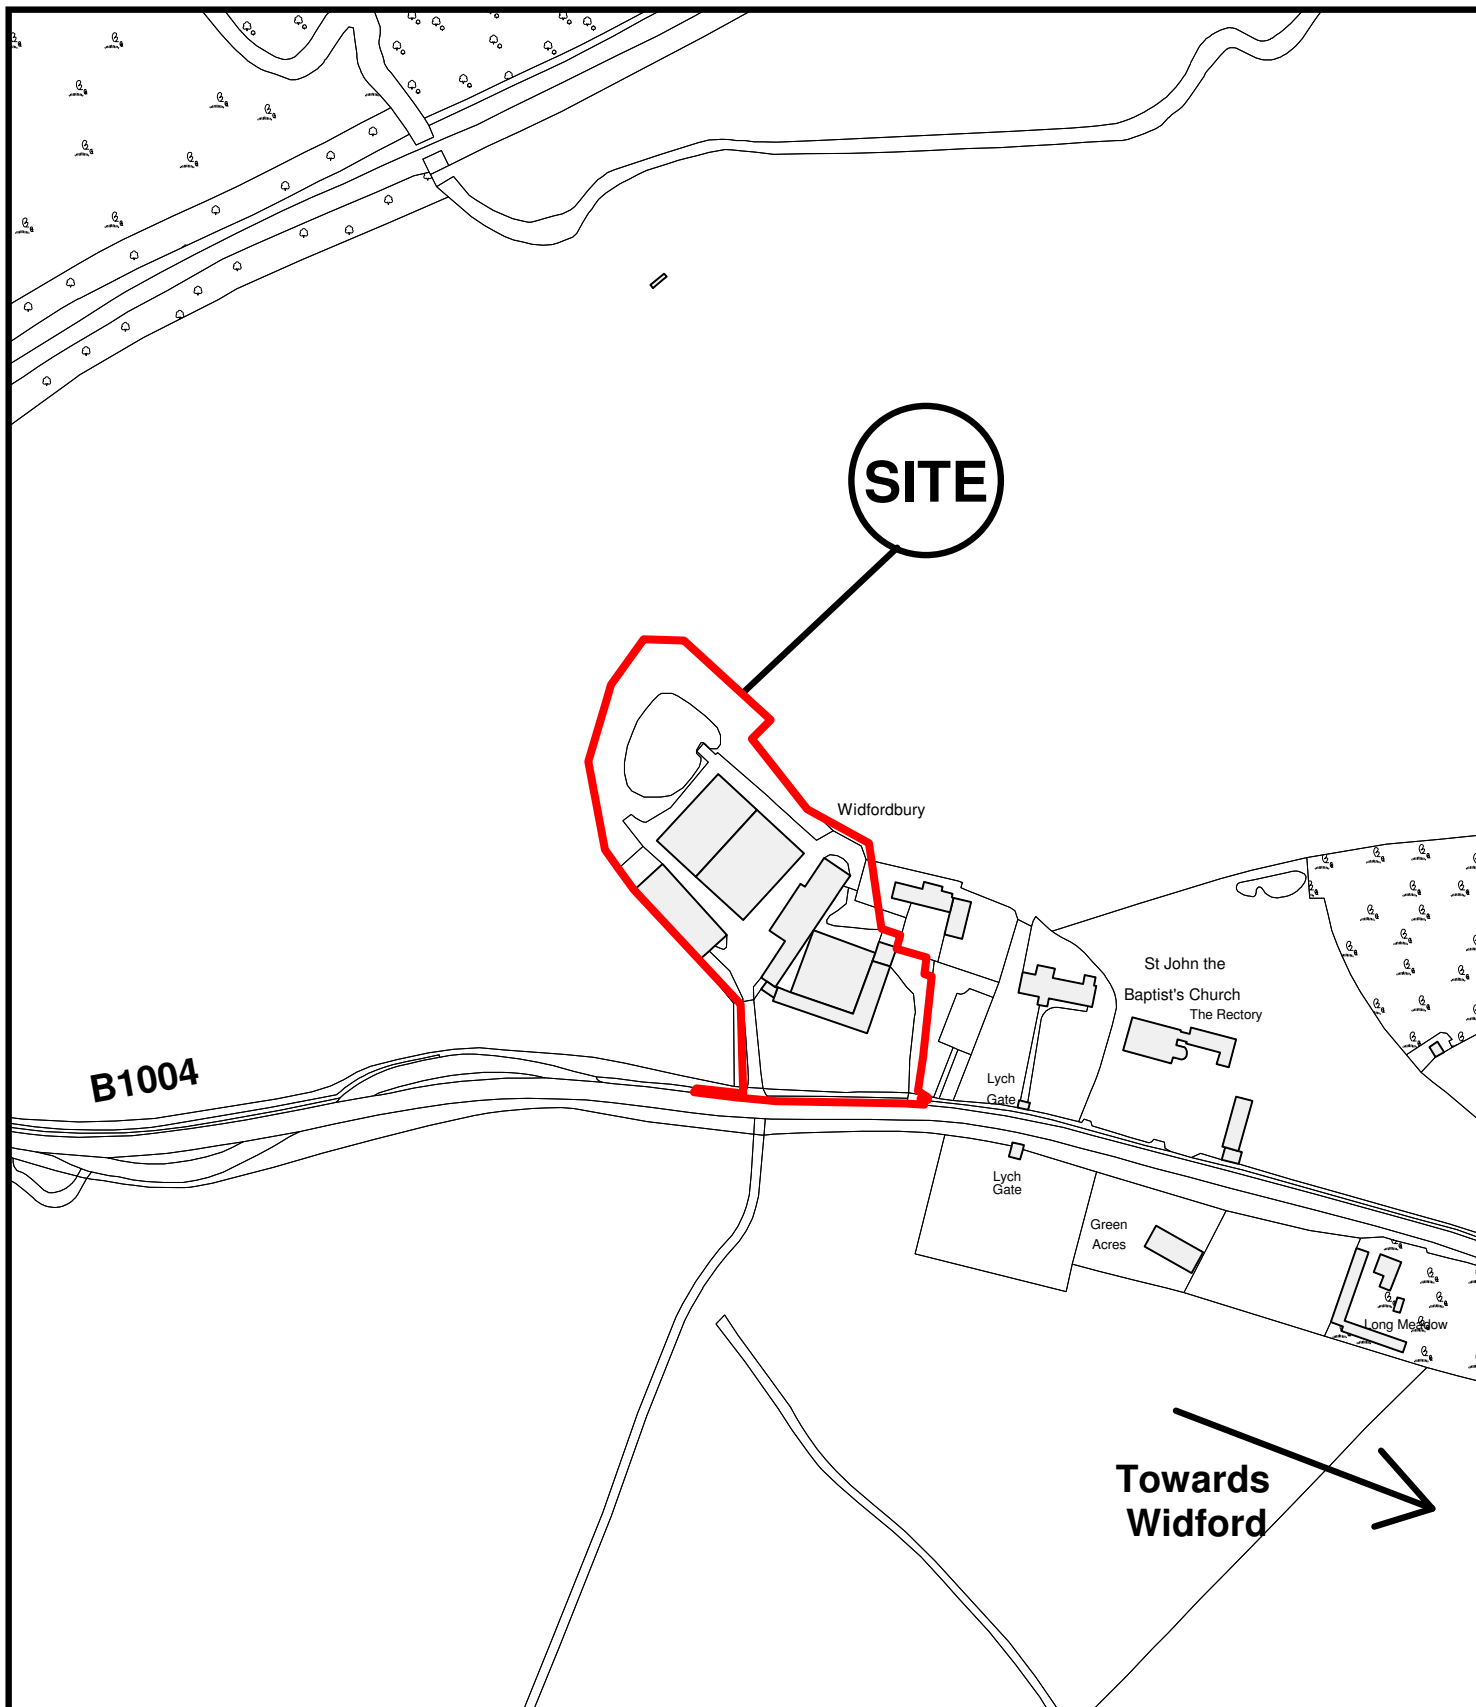 SITE
Widfordbury
St John the
Baptist's Church
The Rectory
B1004
Lych
Gate
Lych
Gate
Green
Acres
Long Meadow
Towards
Widford